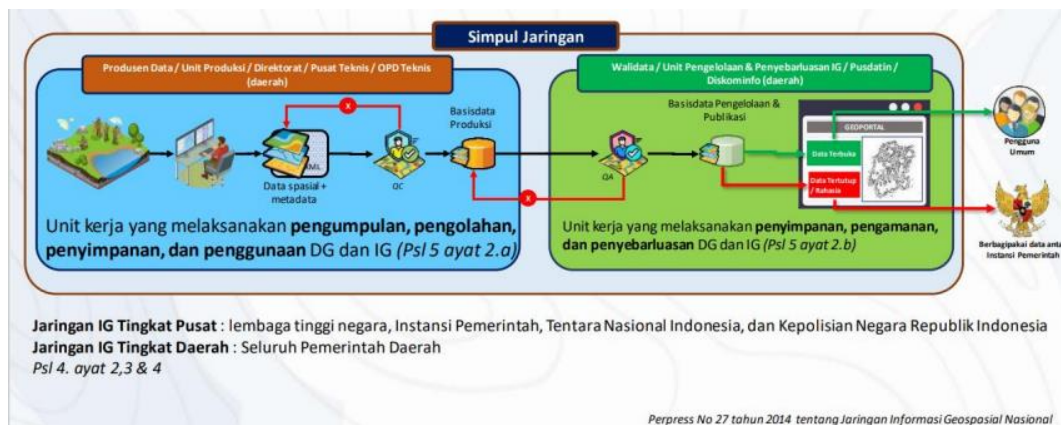 Simpul Jaringan
Produsen Data / Unit Produksi / Direktorat / Pusat Teknis / OPD Teknis
(daerah)
Basisdata
Produksi
X
XML
QC
Data spasial +
metadata
Unit kerja yang melaksanakan pengumpulan, pengolahan,
penyimpanan, dan penggunaan DG dan IG (Psl 5 ayat 2.a)
Walidata / Unit Pengelolaan & Penyebarluasan IG / Pusdatin /
Diskominfo (daerah)
Basisdata Pengelolaan &
Publikasi
QA
X
GEOPORTAL
Data Terbuka
Data Tertutup
/ Rahasia
Unit kerja yang melaksanakan penyimpanan, pengamanan,
dan penyebarluasan DG dan IG (Psl 5 ayat 2.b)
Pengguna
Umum
Berbagipakai data anta
Instansi Pemerintah
Jaringan IG Tingkat Pusat : lembaga tinggi negara, Instansi Pemerintah, Tentara Nasional Indonesia, dan Kepolisian Negara Republik Indonesia
Jaringan IG Tingkat Daerah : Seluruh Pemerintah Daerah
Psl 4. ayat 2,3 & 4
Perpress No 27 tahun 2014 tentang Jaringan Informasi Geospasial Nasional